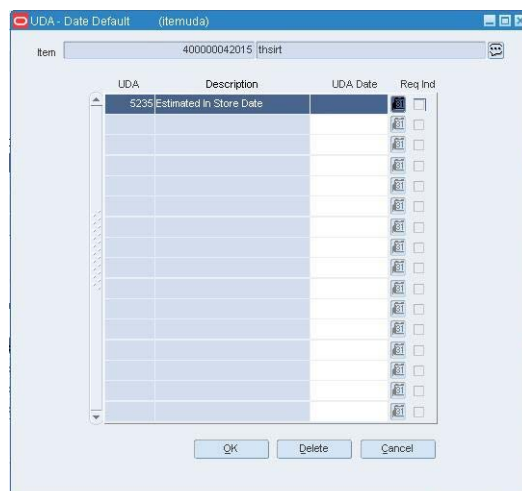 UDA - Date Default (itemuda)
Item 400000042015 thsirt
UDA Description UDA Date Req Ind
5235 Estimated In Store Date
OK Delete Cancel